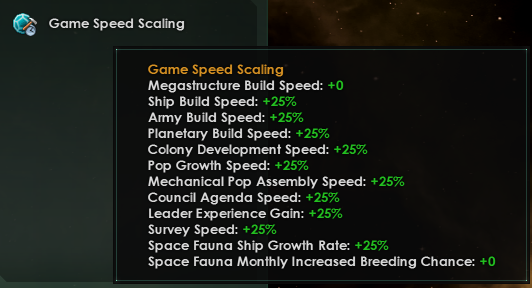 Game Speed Scaling
Game Speed Scaling
Megastructure Build Speed: +0
Ship Build Speed: +25%
Army Build Speed: +25%
Planetary Build Speed: +25%
Colony Development Speed: +25%
Pop Growth Speed: +25%
Mechanical Pop Assembly Speed: +25%
Council Agenda Speed: +25%
Leader Experience Gain: +25%
Survey Speed: +25%
Space Fauna Ship Growth Rate: +25%
Space Fauna Monthly Increased Breeding Chance: +0